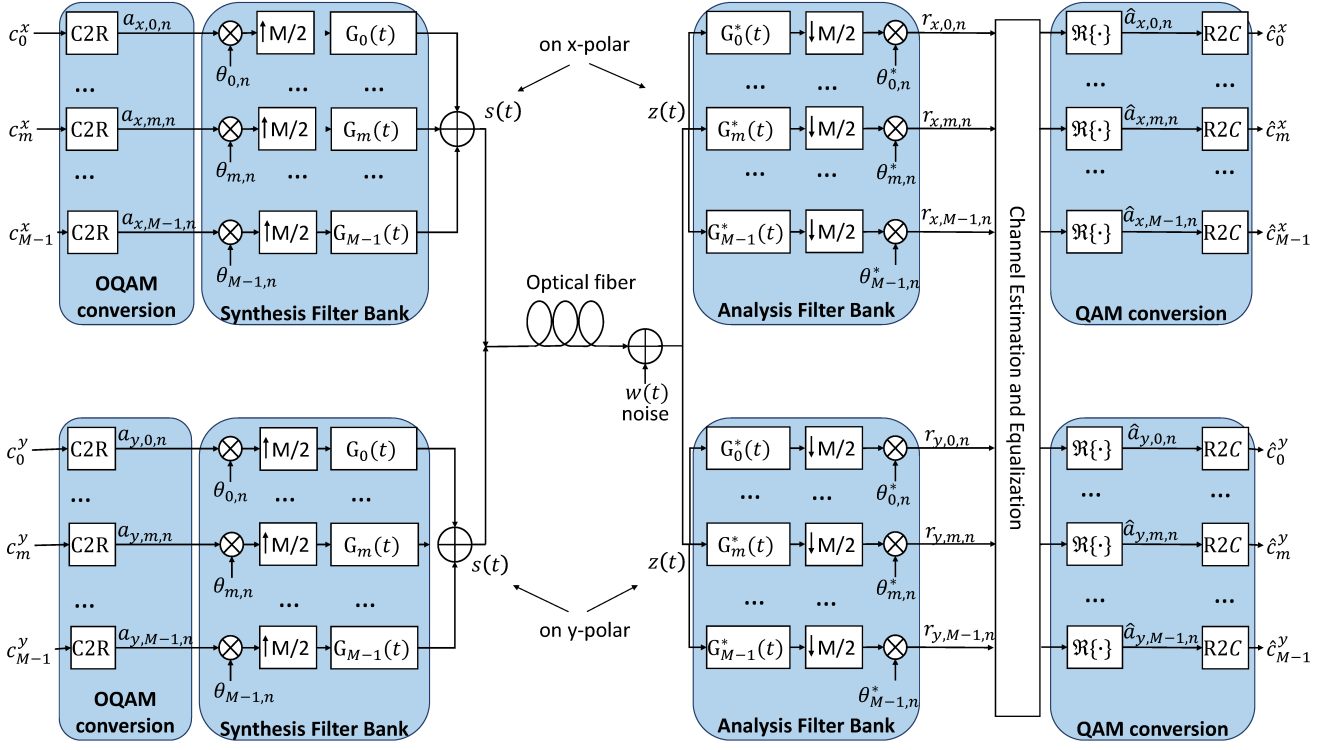 c_0^x C2R a_{x,0,n} θ_{0,n} ↑M/2 G_0(t)
... ... ...
c_m^x C2R a_{x,m,n} θ_{m,n} ↑M/2 G_m(t)
... ... ...
c_{M-1}^x C2R a_{x,M-1,n} θ_{M-1,n} ↑M/2 G_{M-1}(t)
OQAM
conversion
Synthesis Filter Bank
s(t)
on x-polar
z(t)
G_0^*(t) ↓M/2 θ_{0,n}^* r_{x,0,n}
... ...
G_m^*(t) ↓M/2 θ_{m,n}^* r_{x,m,n}
... ...
G_{M-1}^*(t) ↓M/2 θ_{M-1,n}^* r_{x,M-1,n}
Analysis Filter Bank
ℜ{·} â_{x,0,n} R2C ĉ_0^x
... ...
ℜ{·} â_{x,m,n} R2C ĉ_m^x
... ...
ℜ{·} â_{x,M-1,n} R2C ĉ_{M-1}^x
QAM conversion
Optical fiber
w(t)
noise
Channel Estimation and Equalization
c_0^y C2R a_{y,0,n} θ_{0,n} ↑M/2 G_0(t)
... ... ...
c_m^y C2R a_{y,m,n} θ_{m,n} ↑M/2 G_m(t)
... ... ...
c_{M-1}^y C2R a_{y,M-1,n} θ_{M-1,n} ↑M/2 G_{M-1}(t)
OQAM
conversion
Synthesis Filter Bank
s(t)
on y-polar
z(t)
G_0^*(t) ↓M/2 θ_{0,n}^* r_{y,0,n}
... ...
G_m^*(t) ↓M/2 θ_{m,n}^* r_{y,m,n}
... ...
G_{M-1}^*(t) ↓M/2 θ_{M-1,n}^* r_{y,M-1,n}
Analysis Filter Bank
ℜ{·} â_{y,0,n} R2C ĉ_0^y
... ...
ℜ{·} â_{y,m,n} R2C ĉ_m^y
... ...
ℜ{·} â_{y,M-1,n} R2C ĉ_{M-1}^y
QAM conversion